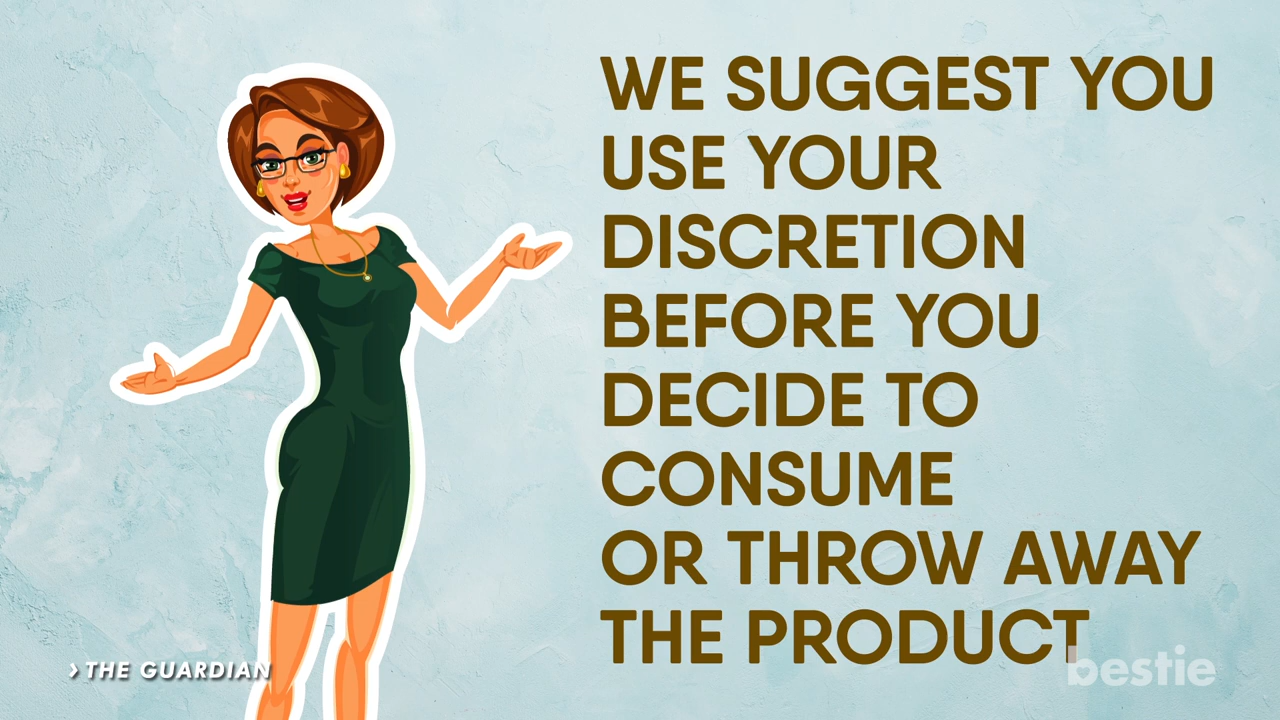 WE SUGGEST YOU
USE YOUR
DISCRETION
BEFORE YOU
DECIDE TO
CONSUME
OR THROW AWAY
THE PRODUCT
› THE GUARDIAN
bestie